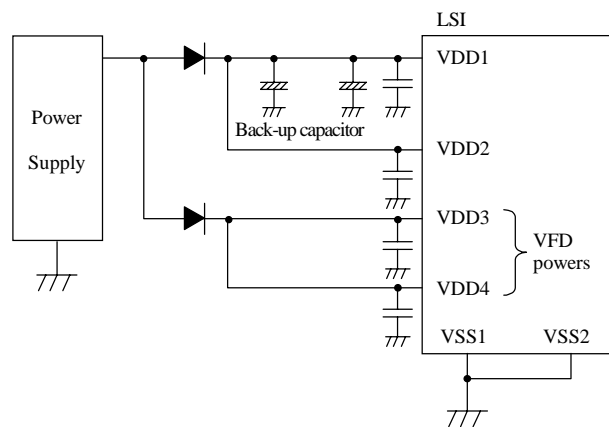 LSI
VDD1
Power
Supply
Back-up capacitor
VDD2
VDD3
VFD
powers
VDD4
VSS1 VSS2